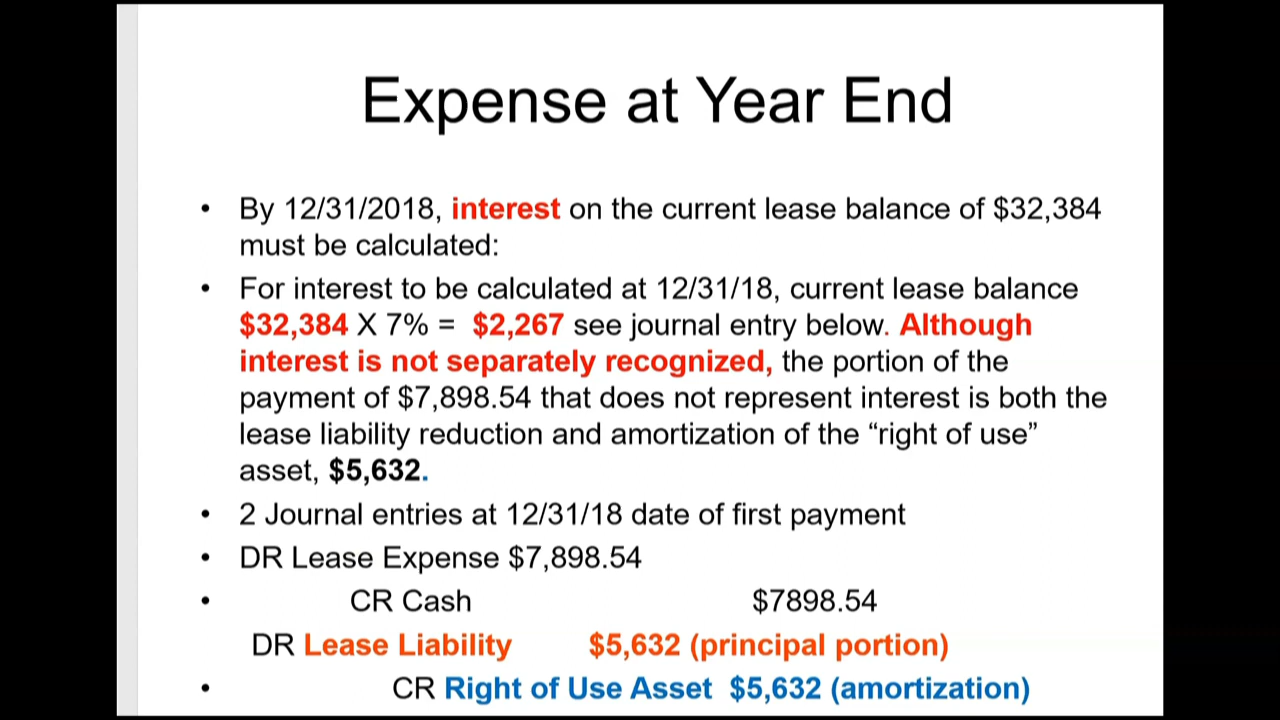 Expense at Year End
• By 12/31/2018, interest on the current lease balance of $32,384
must be calculated:
• For interest to be calculated at 12/31/18, current lease balance
$32,384 X 7% = $2,267 see journal entry below. Although
interest is not separately recognized, the portion of the
payment of $7,898.54 that does not represent interest is both the
lease liability reduction and amortization of the “right of use”
asset, $5,632.
• 2 Journal entries at 12/31/18 date of first payment
• DR Lease Expense $7,898.54
• CR Cash $7898.54
DR Lease Liability $5,632 (principal portion)
• CR Right of Use Asset $5,632 (amortization)